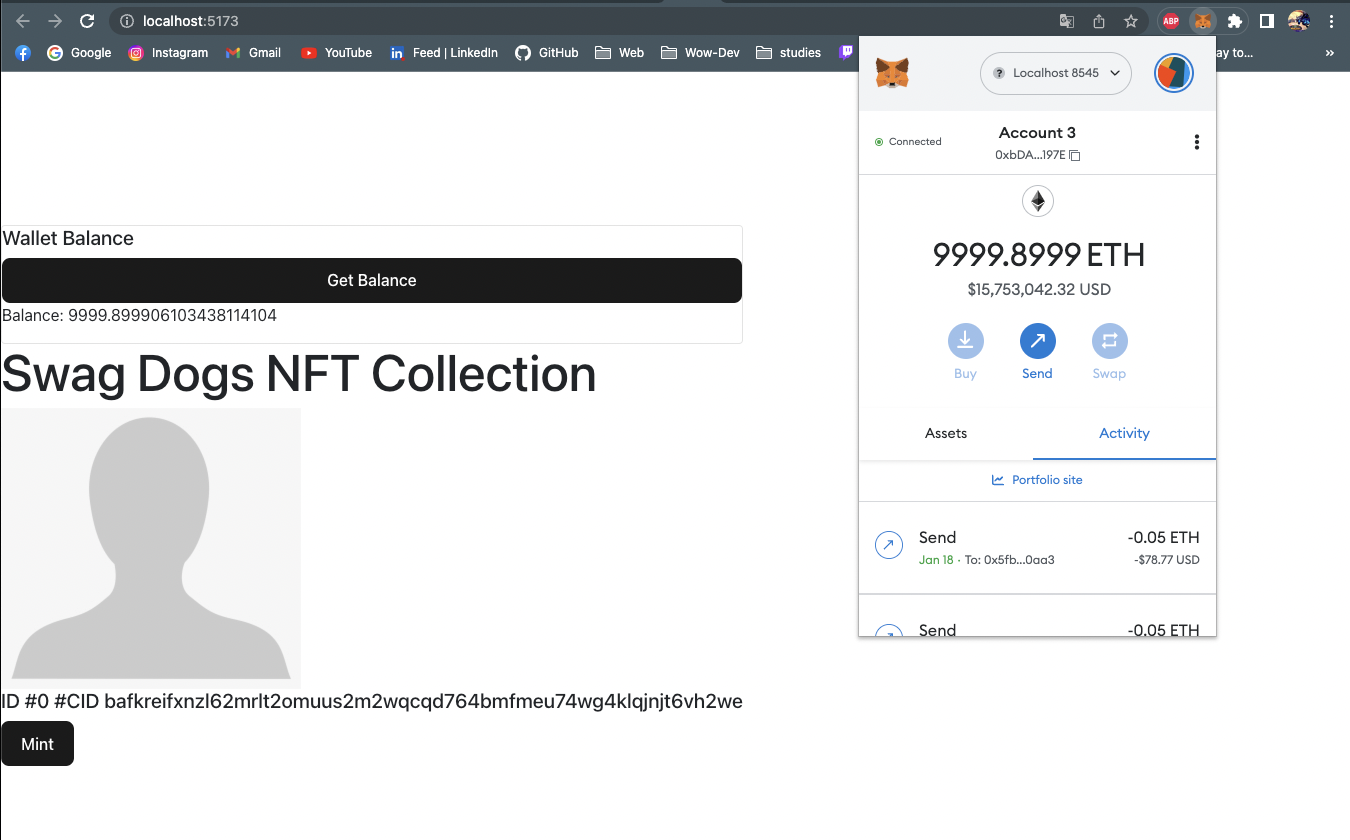 localhost:5173
ABP
Google Instagram Gmail YouTube Feed | LinkedIn GitHub Web Wow-Dev studies ay to... »
? Localhost 8545
Connected
Account 3
0xbDA...197E
9999.8999 ETH
$15,753,042.32 USD
Buy Send Swap
Assets Activity
Portfolio site
Send -0.05 ETH
Jan 18 · To: 0x5fb...0aa3 -$78.77 USD
Send -0.05 ETH
Wallet Balance
Get Balance
Balance: 9999.899906103438114104
Swag Dogs NFT Collection
ID #0 #CID bafkreifxnzl62mrlt2omuus2m2wqcqd764bmfmeu74wg4klqjnjt6vh2we
Mint